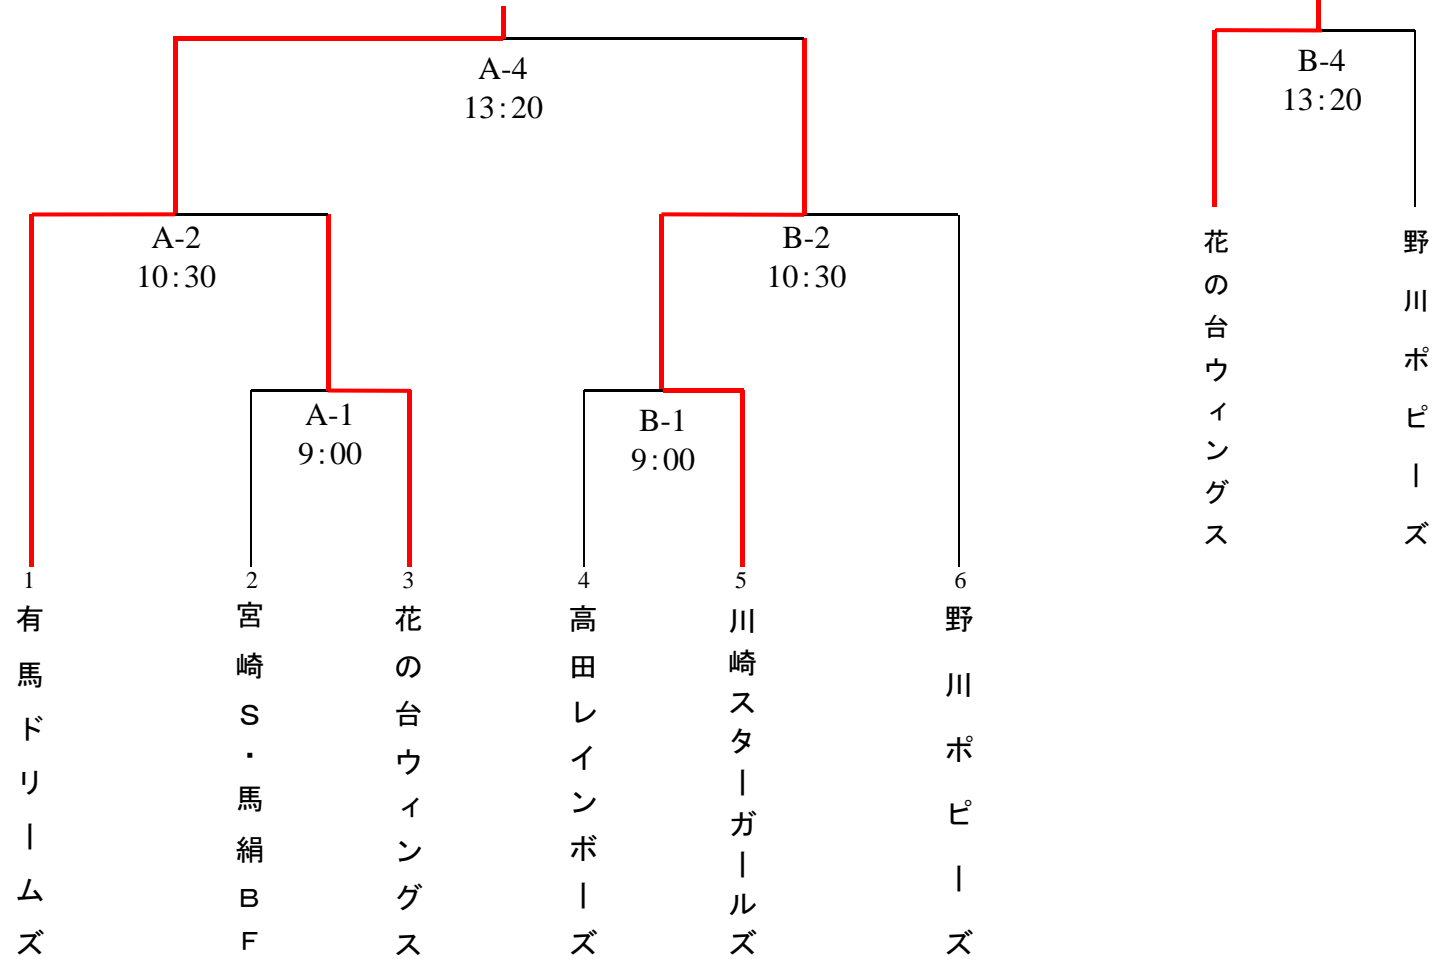 A-4
13:20
B-4
13:20
A-2
10:30
B-2
10:30
花の台ウィングス
野川ポピーズ
A-1
9:00
B-1
9:00
1
有馬ドリームズ
2
宮崎S・馬絹BF
3
花の台ウィングス
4
高田レインボーズ
5
川崎スターガールズ
6
野川ポピーズ